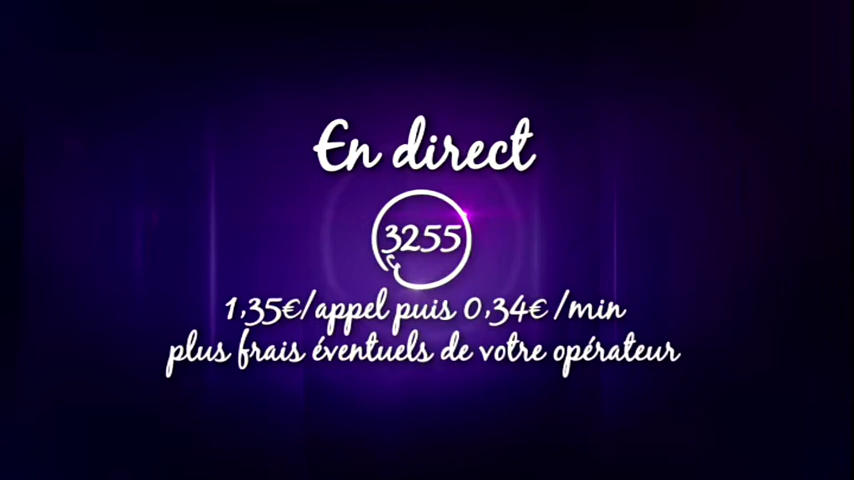 En direct
3255
1,35€/appel puis 0,34€ /min
plus frais éventuels de votre opérateur